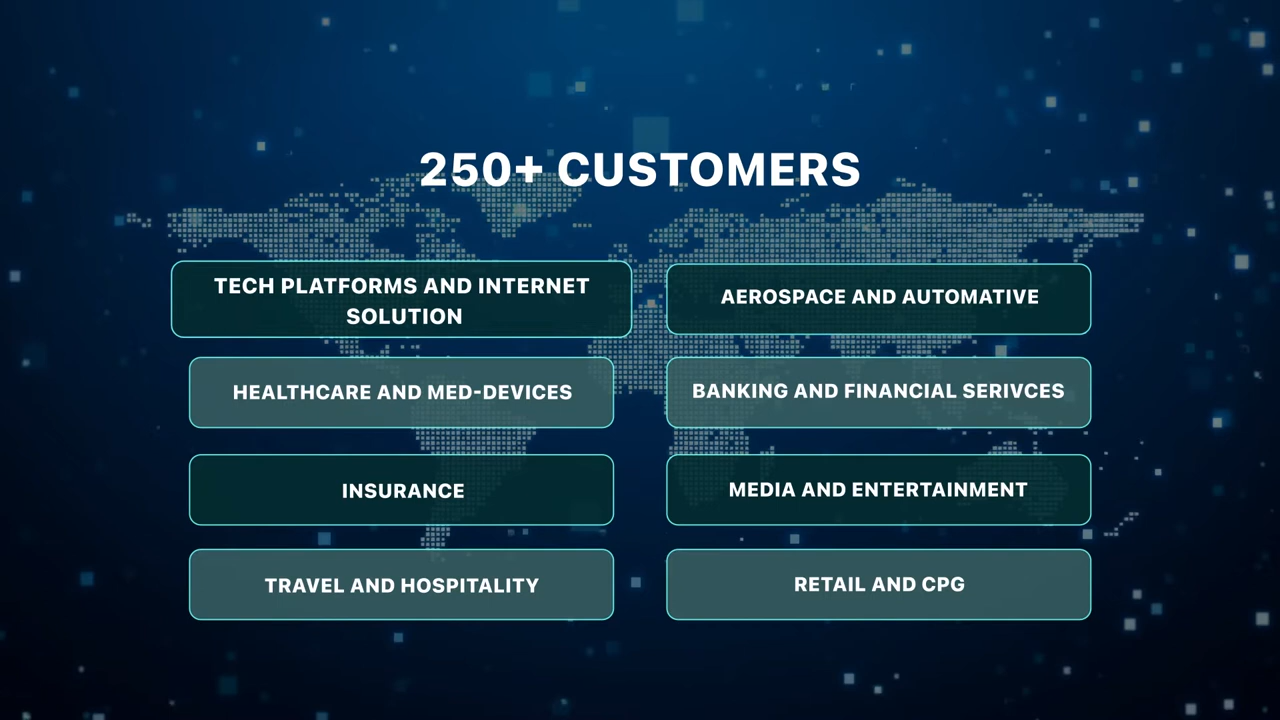 250+ CUSTOMERS
TECH PLATFORMS AND INTERNET
SOLUTION
AEROSPACE AND AUTOMATIVE
HEALTHCARE AND MED-DEVICES
BANKING AND FINANCIAL SERIVCES
INSURANCE
MEDIA AND ENTERTAINMENT
TRAVEL AND HOSPITALITY
RETAIL AND CPG